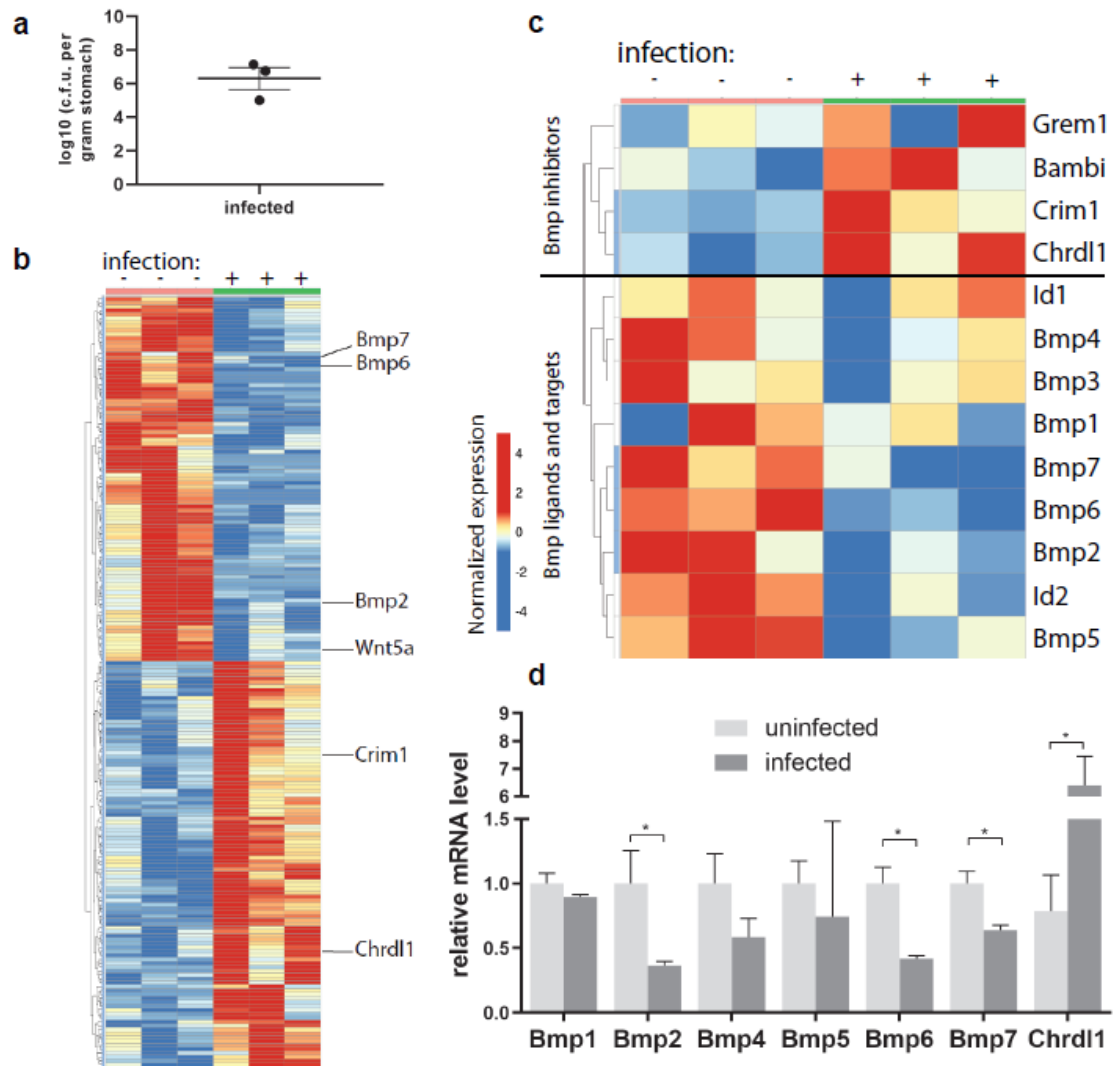 a
log10 (c.f.u. per
gram stomach)
10
8
6
4
2
0
infected
b
infection:
- - - + + +
Bmp7
Bmp6
Bmp2
Wnt5a
Crim1
Chrdl1
Normalized expression
4
2
0
-2
-4
c
infection:
- - - + + +
Bmp inhibitors
Grem1
Bambi
Crim1
Chrdl1
Bmp ligands and targets
Id1
Bmp4
Bmp3
Bmp1
Bmp7
Bmp6
Bmp2
Id2
Bmp5
d
relative mRNA level
9
8
7
6
1.5
1.0
0.5
0.0
uninfected
infected
* * * *
Bmp1 Bmp2 Bmp4 Bmp5 Bmp6 Bmp7 Chrdl1